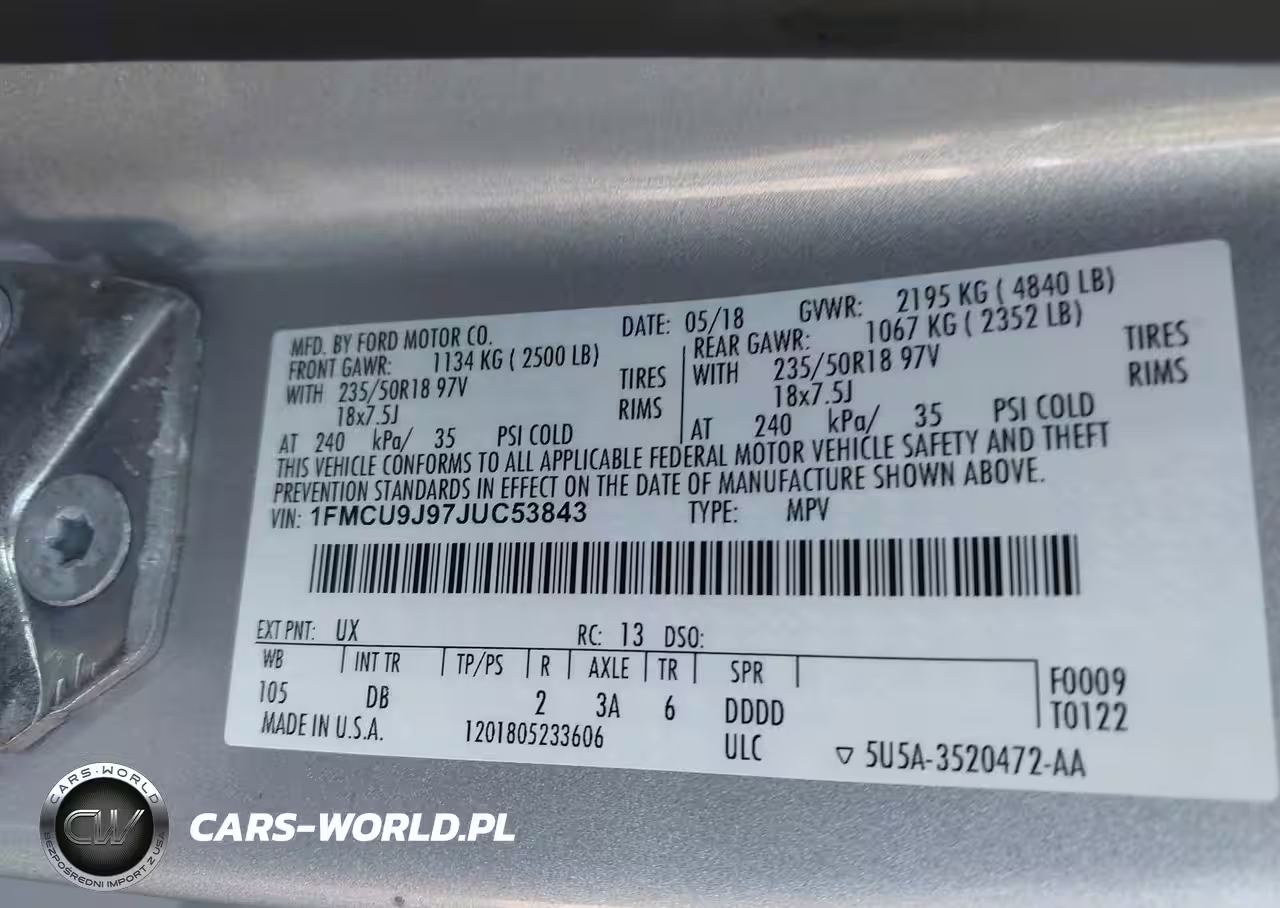 MFD. BY FORD MOTOR CO. DATE: 05/18 GVWR: 2195 KG ( 4840 LB)
FRONT GAWR: 1134 KG ( 2500 LB) REAR GAWR: 1067 KG ( 2352 LB)
WITH 235/50R18 97V TIRES WITH 235/50R18 97V TIRES
18x7.5J RIMS 18x7.5J RIMS
AT 240 kPa/ 35 PSI COLD AT 240 kPa/ 35 PSI COLD
THIS VEHICLE CONFORMS TO ALL APPLICABLE FEDERAL MOTOR VEHICLE SAFETY AND THEFT
PREVENTION STANDARDS IN EFFECT ON THE DATE OF MANUFACTURE SHOWN ABOVE.
VIN: 1FMCU9J97JUC53843 TYPE: MPV
EXT PNT: UX RC: 13 DSO:
WB INT TR TP/PS R AXLE TR SPR
105 DB 2 3A 6 DDDD
F0009
T0122
MADE IN U.S.A. 1201805233606 ULC ▽ 5U5A-3520472-AA
CARS-WORLD
CW
BEZPOŚREDNI IMPORT Z USA
CARS-WORLD.PL